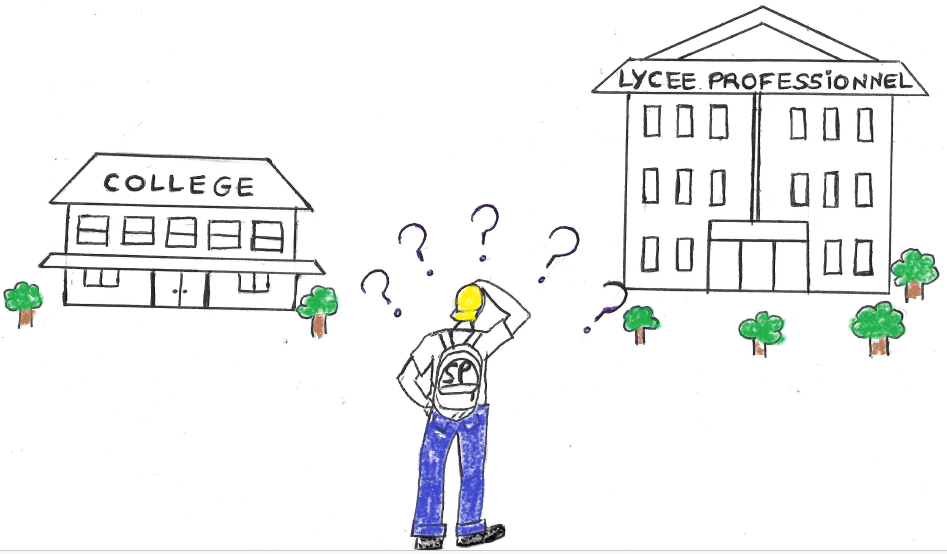 LYCEE PROFESSIONNEL
COLLEGE
? ? ? ? ?
SP